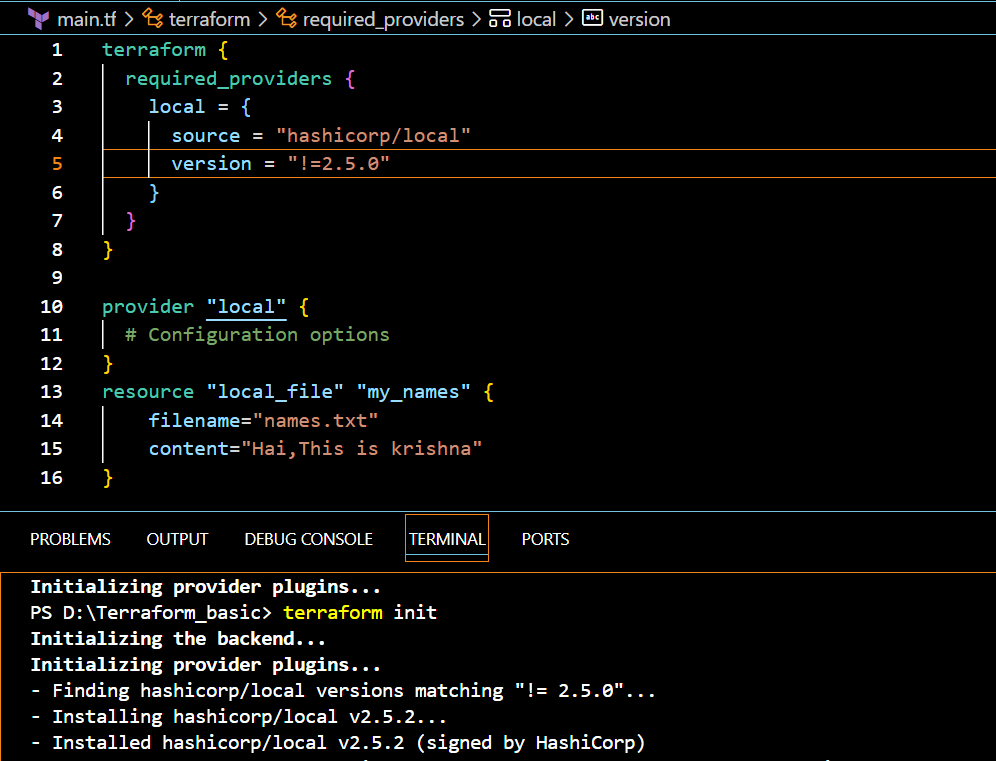 main.tf > terraform > required_providers > local > abc version
1 terraform {
2   required_providers {
3     local = {
4       source = "hashicorp/local"
5       version = "!=2.5.0"
6     }
7   }
8 }
9
10 provider "local" {
11   # Configuration options
12 }
13 resource "local_file" "my_names" {
14     filename="names.txt"
15     content="Hai,This is krishna"
16 }
PROBLEMS OUTPUT DEBUG CONSOLE TERMINAL PORTS
Initializing provider plugins...
PS D:\Terraform_basic> terraform init
Initializing the backend...
Initializing provider plugins...
- Finding hashicorp/local versions matching "!= 2.5.0"...
- Installing hashicorp/local v2.5.2...
- Installed hashicorp/local v2.5.2 (signed by HashiCorp)